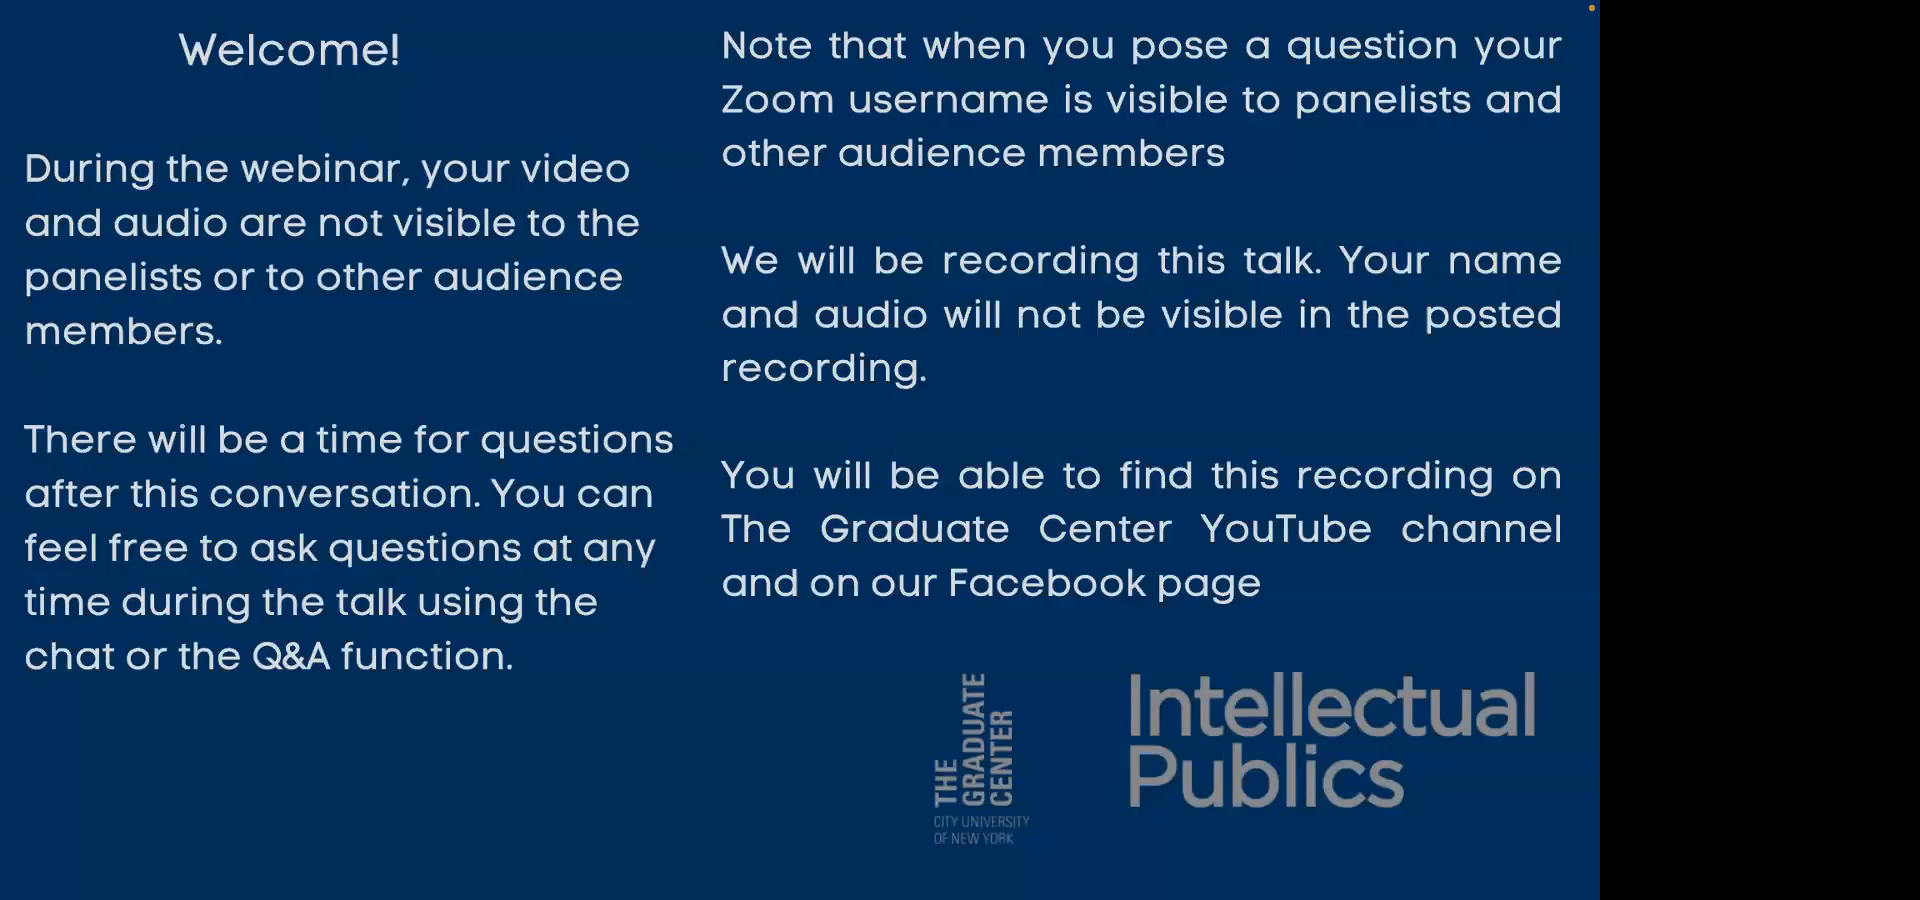 Welcome!
During the webinar, your video
and audio are not visible to the
panelists or to other audience
members.
There will be a time for questions
after this conversation. You can
feel free to ask questions at any
time during the talk using the
chat or the Q&A function.
Note that when you pose a question your
Zoom username is visible to panelists and
other audience members
We will be recording this talk. Your name
and audio will not be visible in the posted
recording.
You will be able to find this recording on
The Graduate Center YouTube channel
and on our Facebook page
THE
GRADUATE
CENTER
CITY UNIVERSITY
OF NEW YORK
Intellectual
Publics